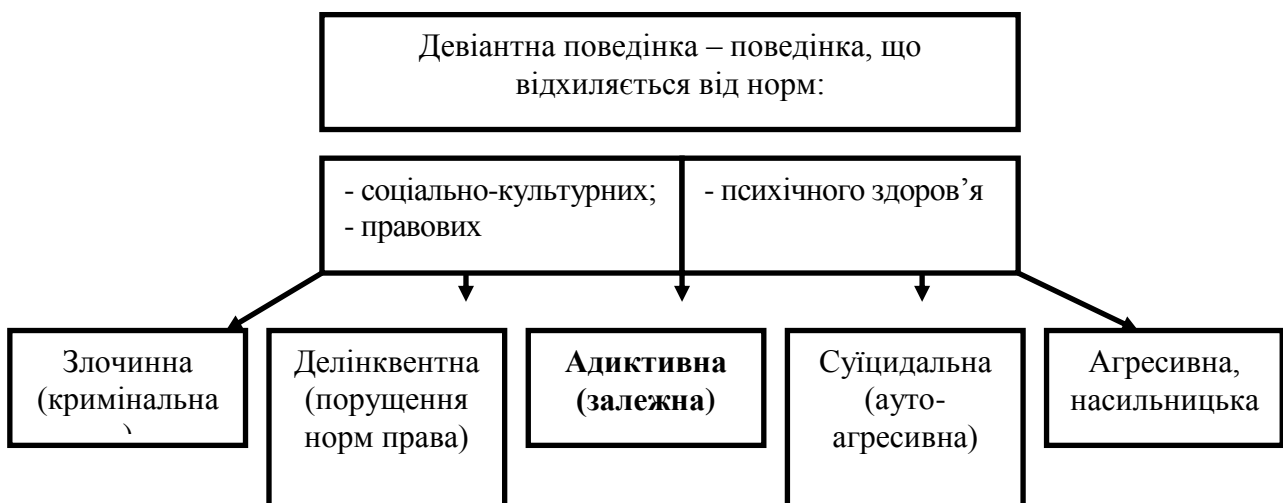 Девіантна поведінка – поведінка, що
відхиляється від норм:
- соціально-культурних;
- правових
- психічного здоров’я
Злочинна
(кримінальна
)
Делінквентна
(порущення
норм права)
Адиктивна
(залежна)
Суїцидальна
(ауто-
агресивна)
Агресивна,
насильницька